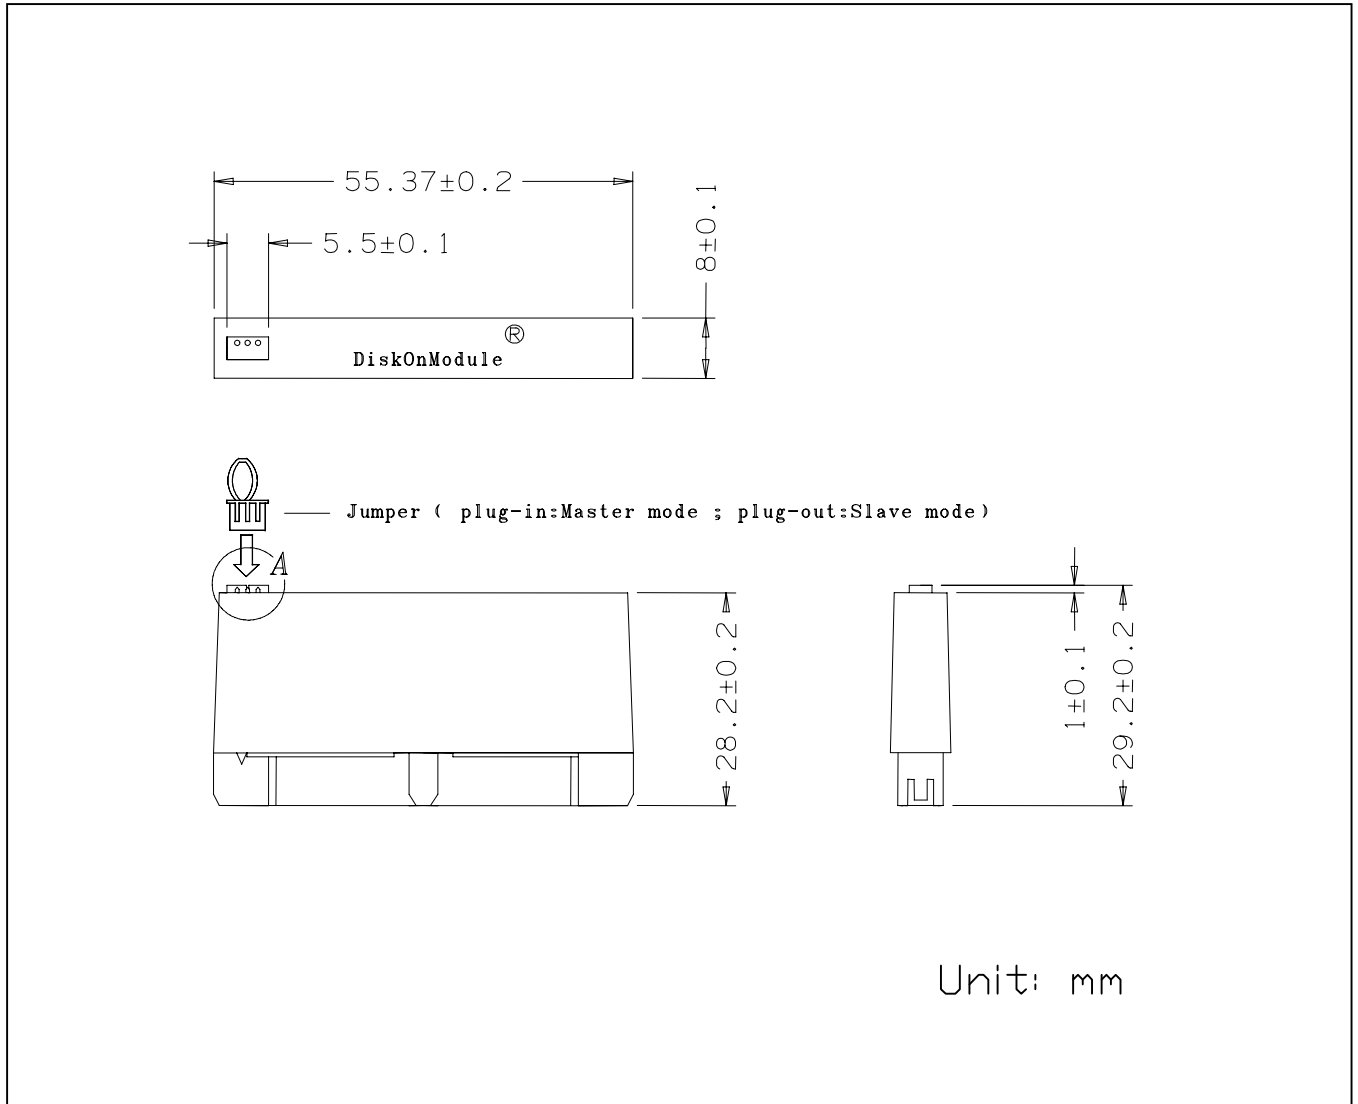 55.37±0.2
5.5±0.1
8±0.1
®
DiskOnModule
Jumper ( plug-in:Master mode ; plug-out:Slave mode)
A
28.2±0.2
1±0.1
29.2±0.2
Unit: mm